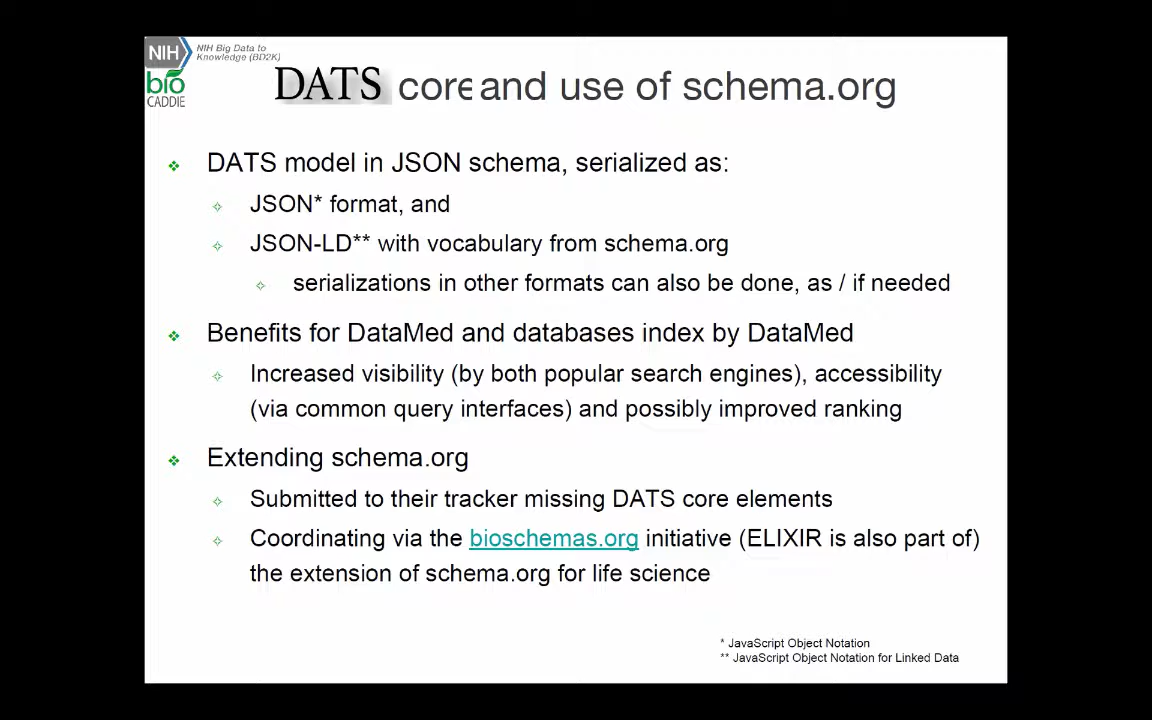 NIH
NIH Big Data to
Knowledge (BD2K)
bio
CADDIE
DATS core and use of schema.org
DATS model in JSON schema, serialized as:
JSON* format, and
JSON-LD** with vocabulary from schema.org
serializations in other formats can also be done, as / if needed
Benefits for DataMed and databases index by DataMed
Increased visibility (by both popular search engines), accessibility
(via common query interfaces) and possibly improved ranking
Extending schema.org
Submitted to their tracker missing DATS core elements
Coordinating via the bioschemas.org initiative (ELIXIR is also part of)
the extension of schema.org for life science
* JavaScript Object Notation
** JavaScript Object Notation for Linked Data